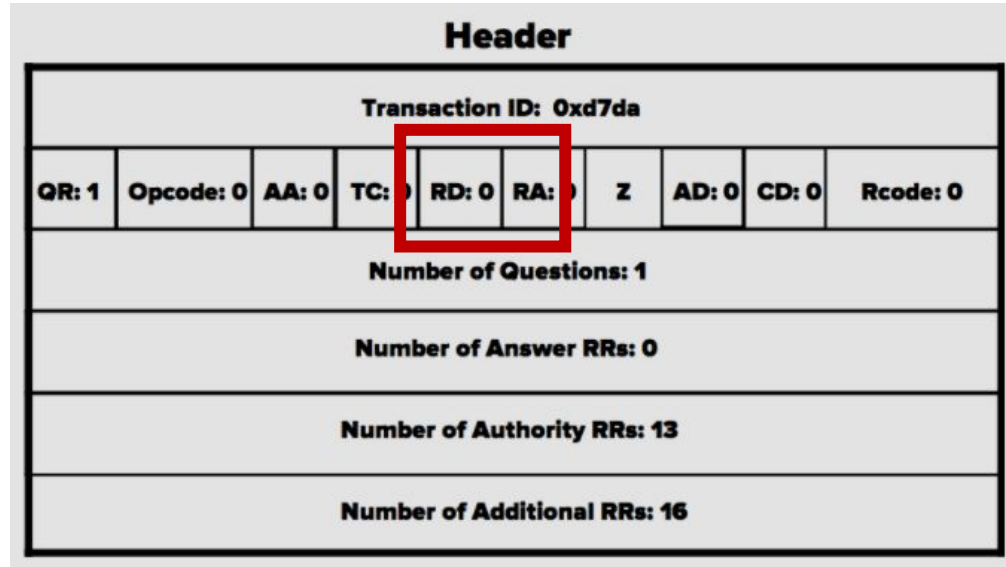 Header
Transaction ID: 0xd7da
QR: 1 Opcode: 0 AA: 0 TC: 0 RD: 0 RA: 0 Z AD: 0 CD: 0 Rcode: 0
Number of Questions: 1
Number of Answer RRs: 0
Number of Authority RRs: 13
Number of Additional RRs: 16